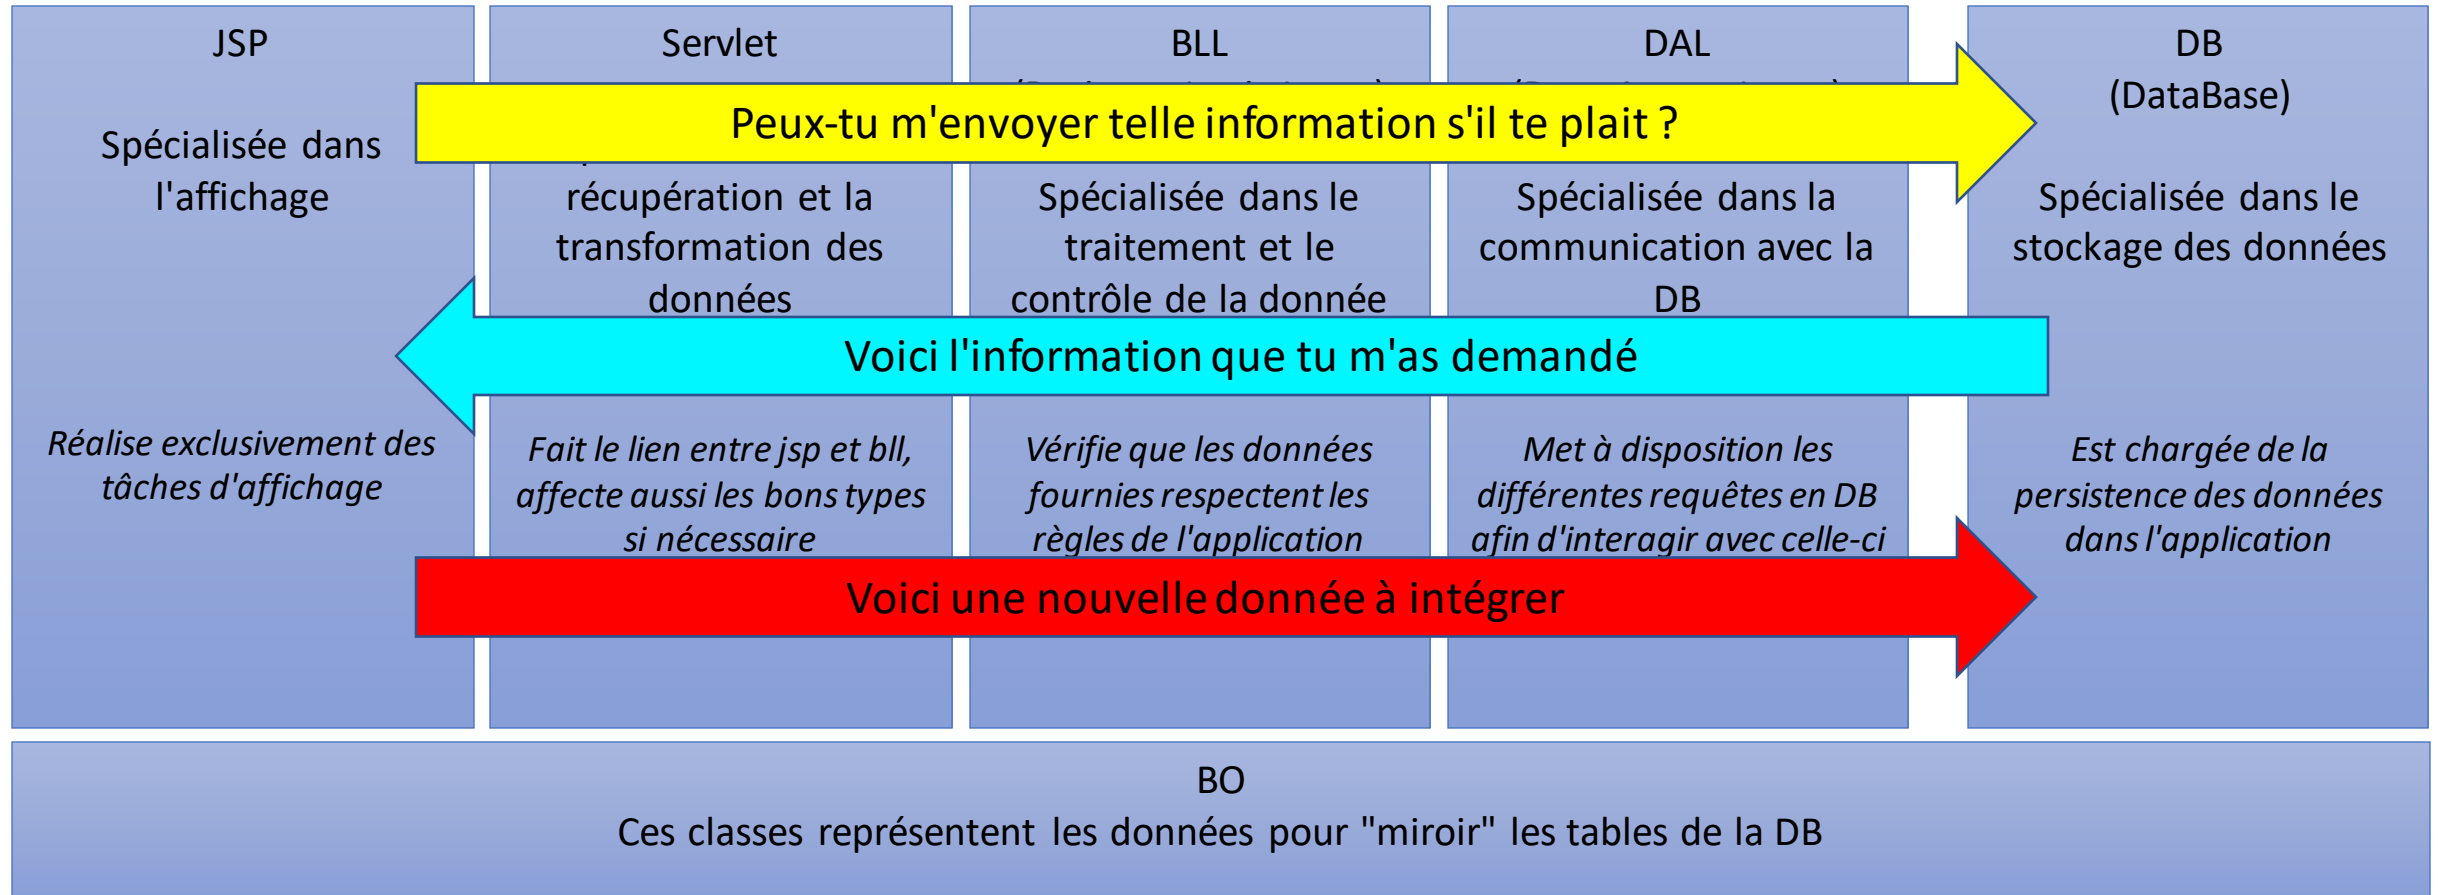 JSP
Spécialisée dans
l'affichage
Réalise exclusivement des
tâches d'affichage
Servlet
récupération et la
transformation des
données
Fait le lien entre jsp et bll,
affecte aussi les bons types
si nécessaire
BLL
Spécialisée dans le
traitement et le
contrôle de la donnée
Vérifie que les données
fournies respectent les
règles de l'application
DAL
Spécialisée dans la
communication avec la
DB
Met à disposition les
différentes requêtes en DB
afin d'interagir avec celle-ci
DB
(DataBase)
Spécialisée dans le
stockage des données
Est chargée de la
persistence des données
dans l'application
Peux-tu m'envoyer telle information s'il te plait ?
Voici l'information que tu m'as demandé
Voici une nouvelle donnée à intégrer
BO
Ces classes représentent les données pour "miroir" les tables de la DB